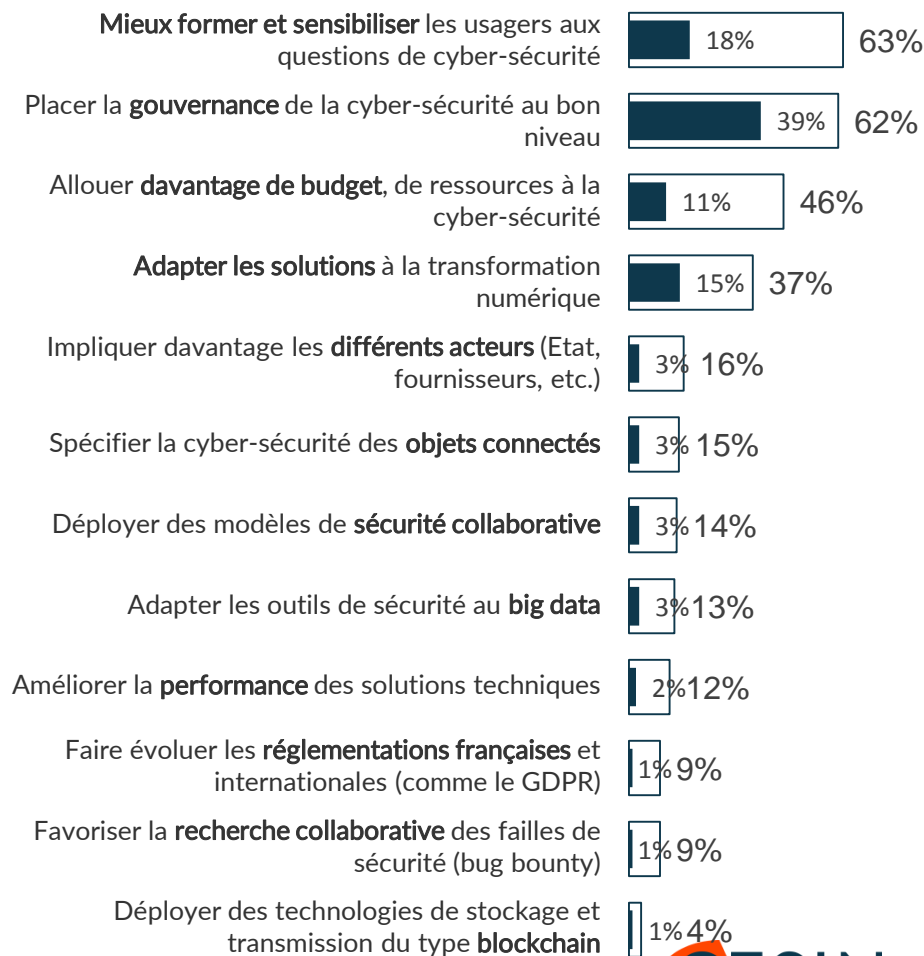 Mieux former et sensibiliser les usagers aux
questions de cyber-sécurité
18% 63%
Placer la gouvernance de la cyber-sécurité au bon
niveau
39% 62%
Allouer davantage de budget, de ressources à la
cyber-sécurité
11% 46%
Adapter les solutions à la transformation
numérique
15% 37%
Impliquer davantage les différents acteurs (Etat,
fournisseurs, etc.)
3% 16%
Spécifier la cyber-sécurité des objets connectés
3% 15%
Déployer des modèles de sécurité collaborative
3% 14%
Adapter les outils de sécurité au big data
3% 13%
Améliorer la performance des solutions techniques
2% 12%
Faire évoluer les réglementations françaises et
internationales (comme le GDPR)
1% 9%
Favoriser la recherche collaborative des failles de
sécurité (bug bounty)
1% 9%
Déployer des technologies de stockage et
transmission du type blockchain
1% 4%